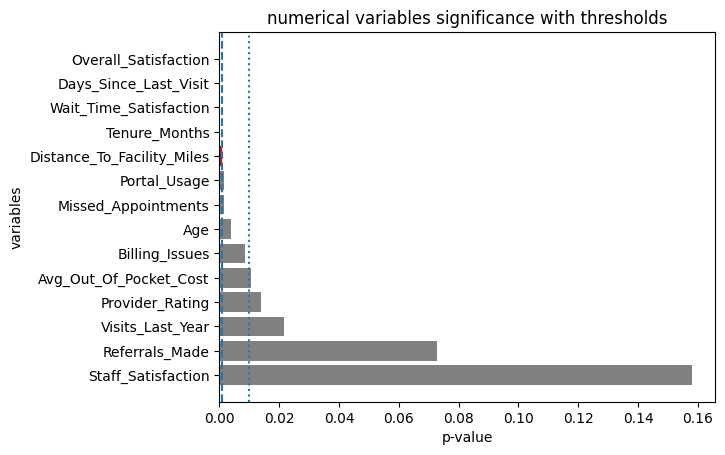 numerical variables significance with thresholds
Overall_Satisfaction
Days_Since_Last_Visit
Wait_Time_Satisfaction
Tenure_Months
Distance_To_Facility_Miles
Portal_Usage
Missed_Appointments
Age
Billing_Issues
Avg_Out_Of_Pocket_Cost
Provider_Rating
Visits_Last_Year
Referrals_Made
Staff_Satisfaction
variables
0.00 0.02 0.04 0.06 0.08 0.10 0.12 0.14 0.16
p-value